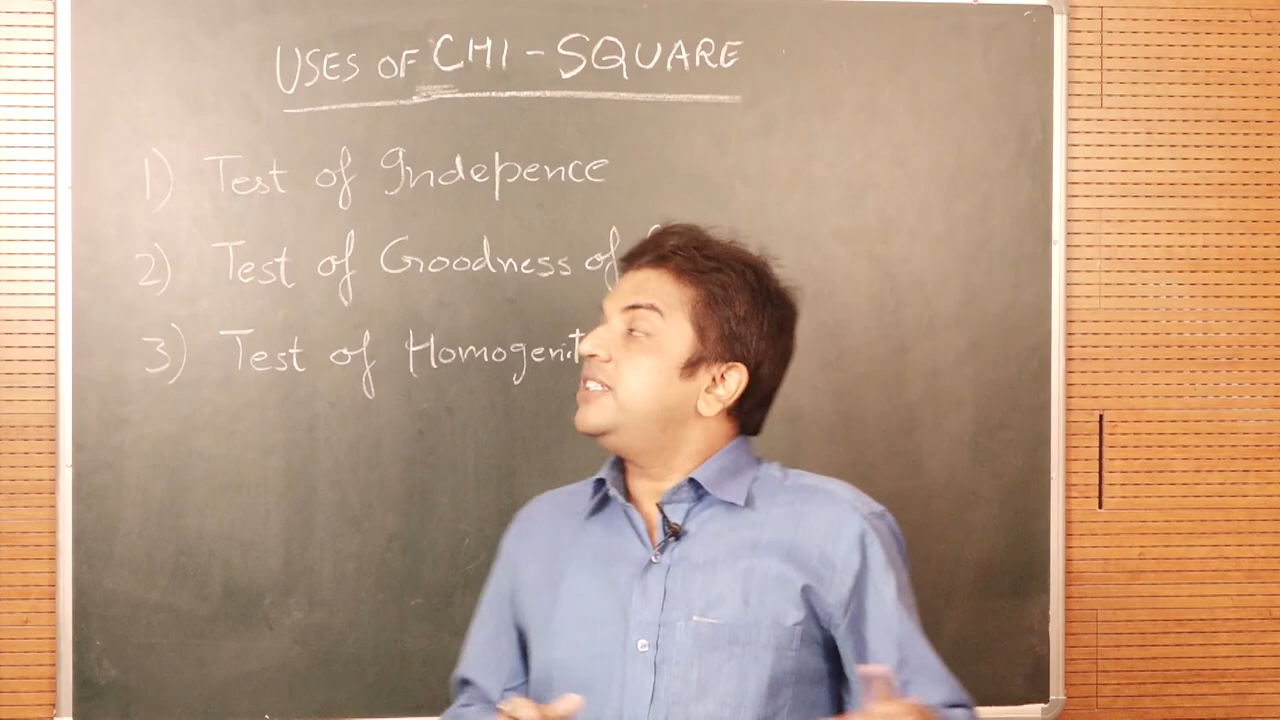 USES OF CHI-SQUARE
1) Test of Indepence
2) Test of Goodness of
3) Test of Homogenit